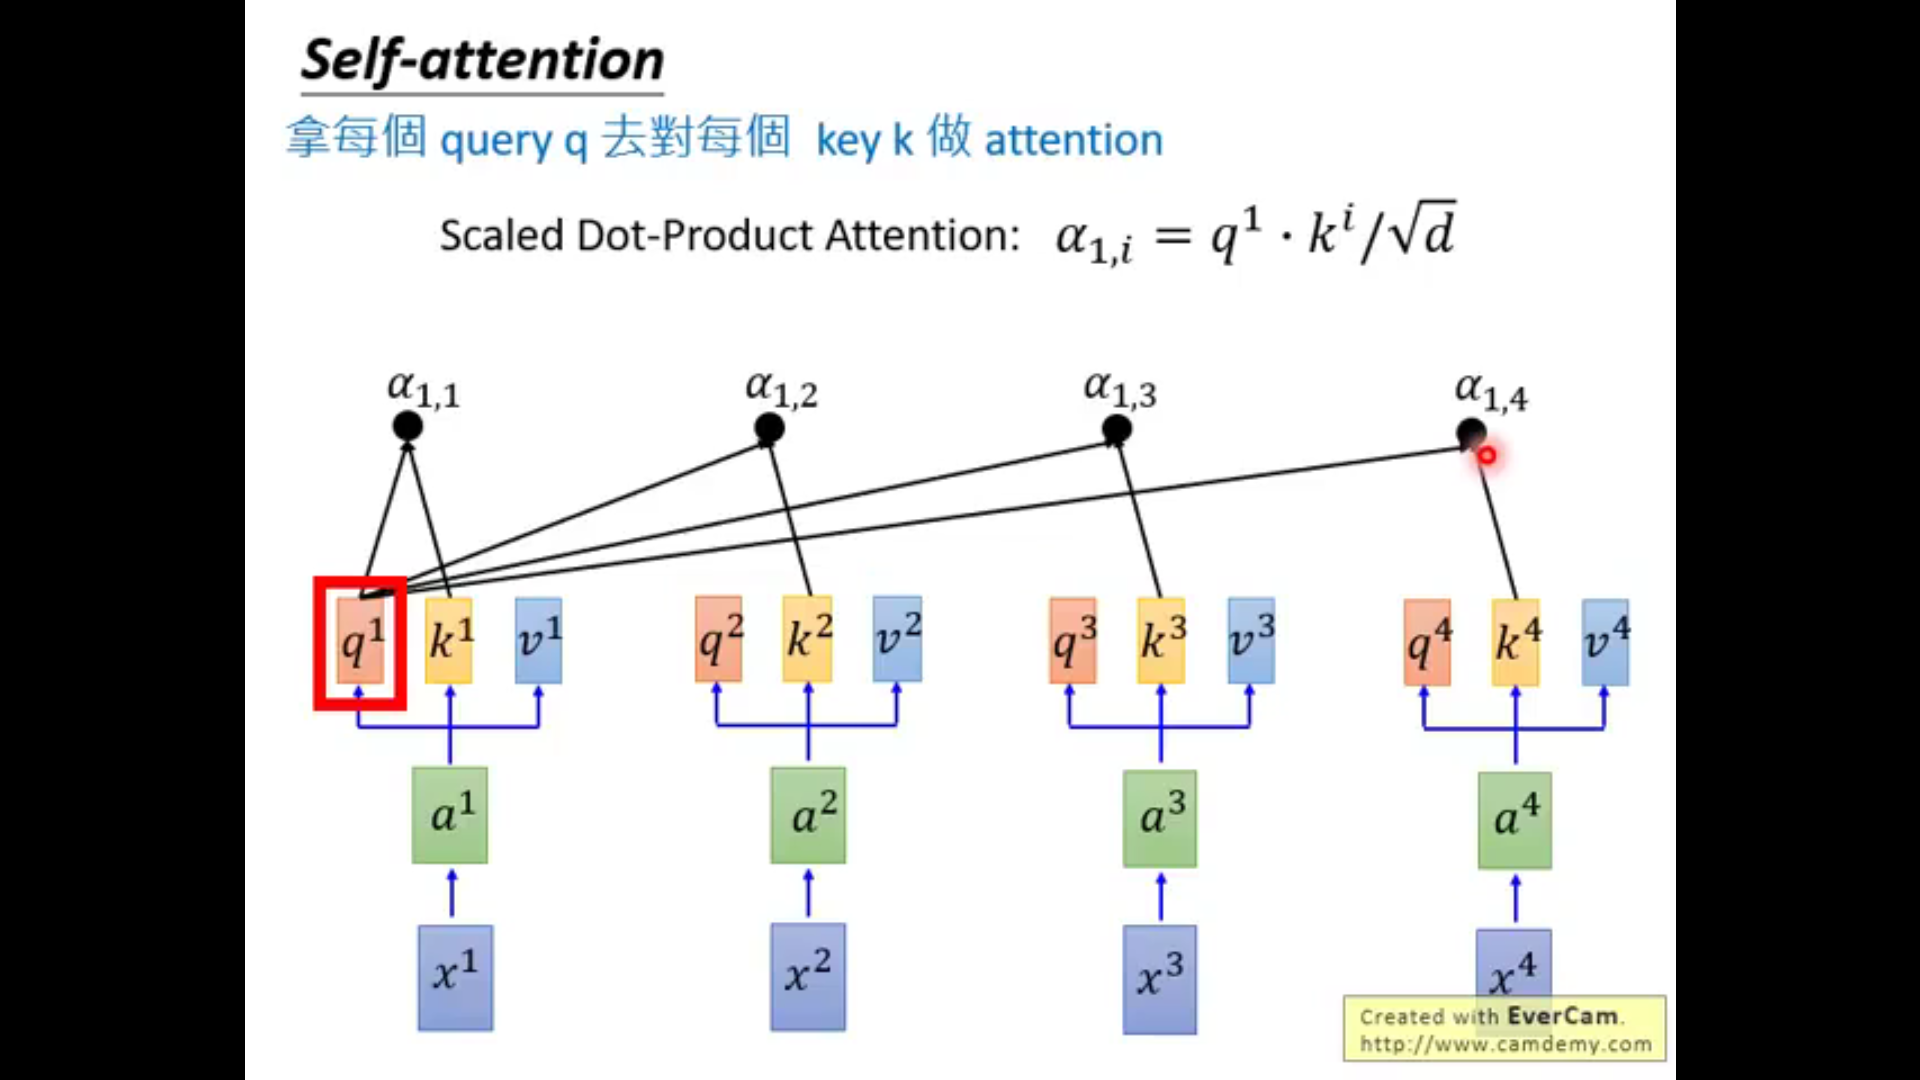 Self-attention
拿每個 query q 去對每個 key k 做 attention
Scaled Dot-Product Attention: α₁,ᵢ = q¹ · kⁱ/√d
α₁,₁ α₁,₂ α₁,₃ α₁,₄
q¹ k¹ v¹ q² k² v² q³ k³ v³ q⁴ k⁴ v⁴
a¹ a² a³ a⁴
x¹ x² x³ x⁴
Created with EverCam.
http://www.camdemy.com